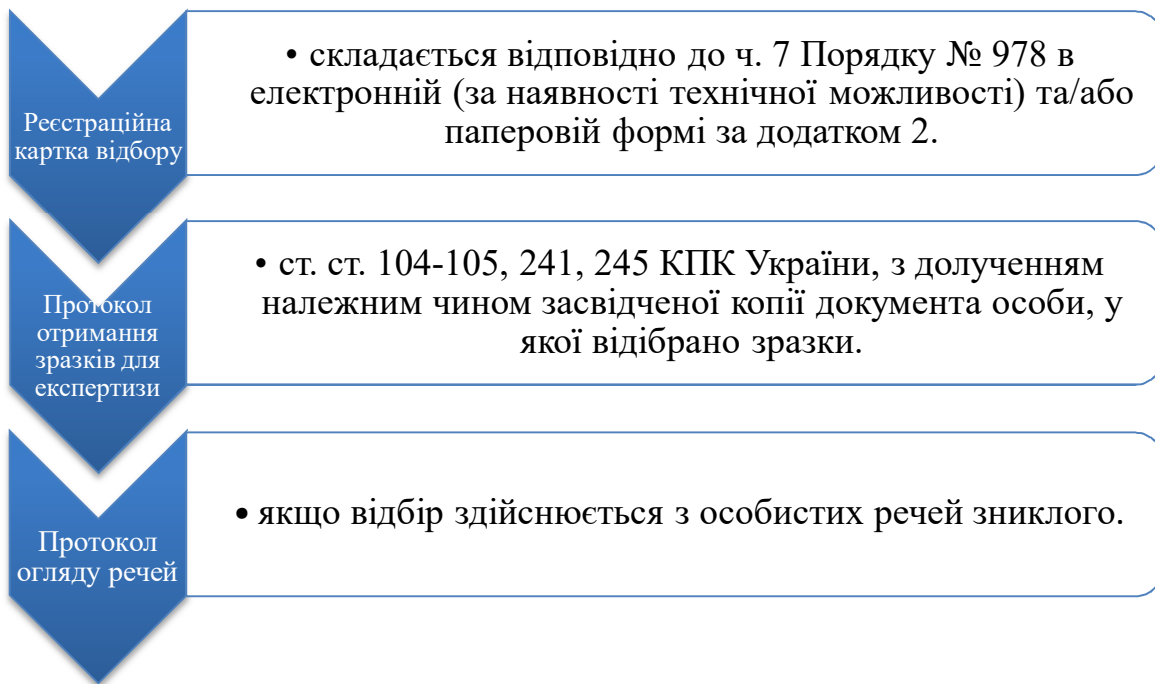 Реєстраційна
картка відбору
• складається відповідно до ч. 7 Порядку № 978 в
електронній (за наявності технічної можливості) та/або
паперовій формі за додатком 2.
Протокол
отримання
зразків для
експертизи
• ст. ст. 104-105, 241, 245 КПК України, з долученням
належним чином засвідченої копії документа особи, у
якої відібрано зразки.
Протокол
огляду речей
• якщо відбір здійснюється з особистих речей зниклого.